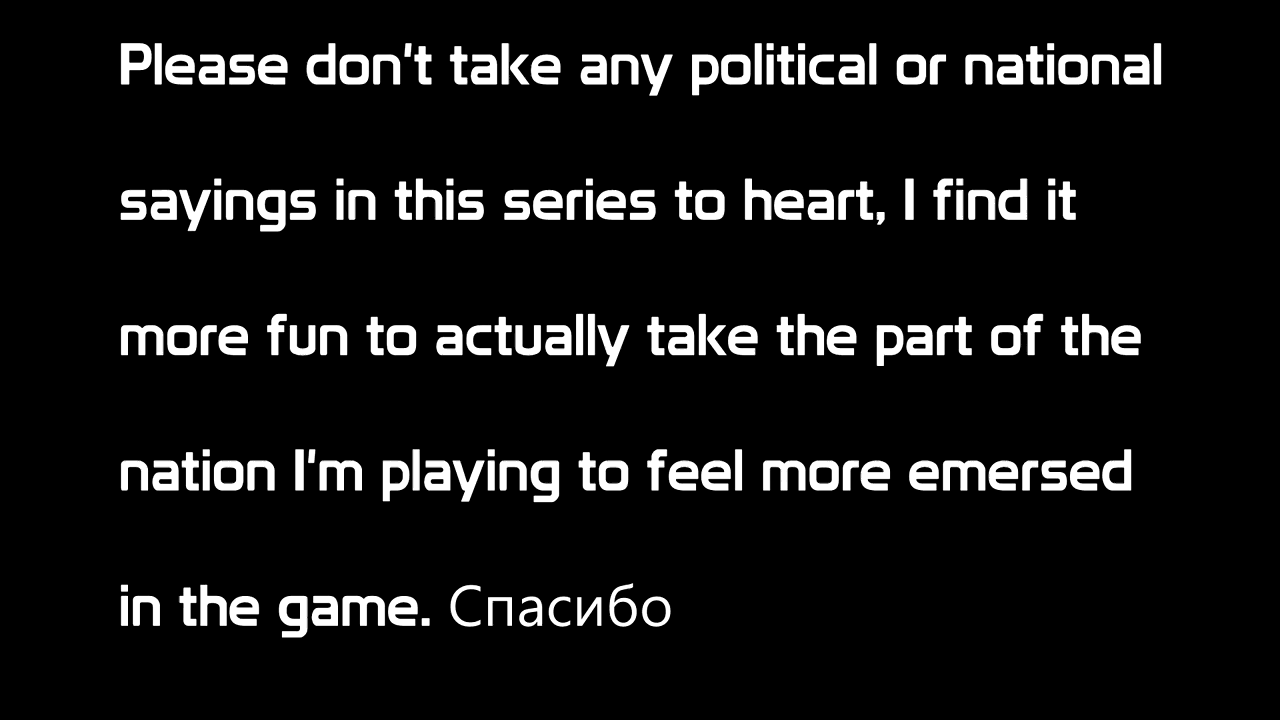 Please don't take any political or national
sayings in this series to heart, I find it
more fun to actually take the part of the
nation I'm playing to feel more emersed
in the game. Спасибо